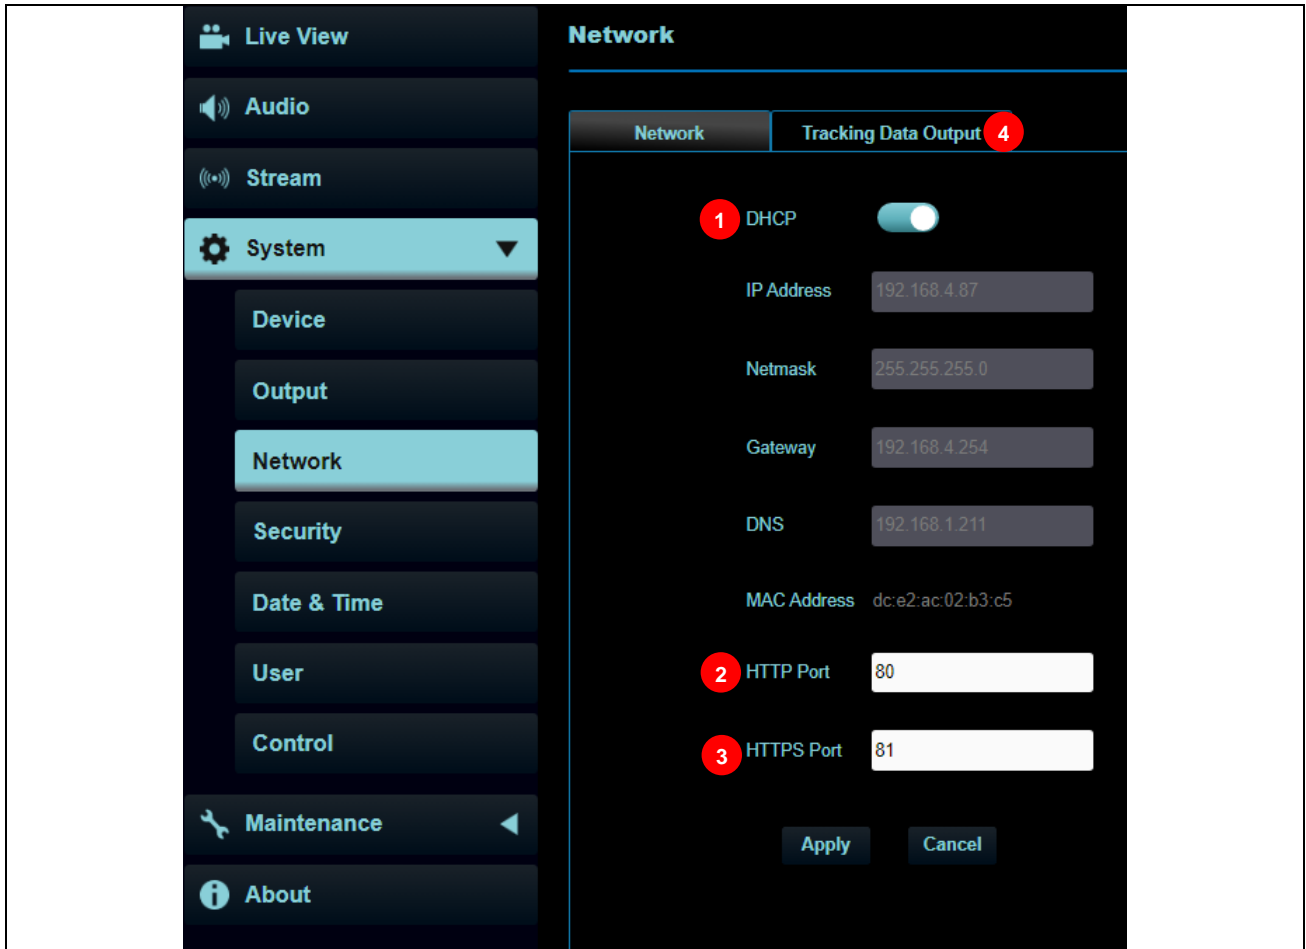 Live View
Audio
Stream
System
Device
Output
Network
Security
Date & Time
User
Control
Maintenance
About
Network
Network
Tracking Data Output 4
1 DHCP
IP Address 192.168.4.87
Netmask 255.255.255.0
Gateway 192.168.4.254
DNS 192.168.1.211
MAC Address dc:e2:ac:02:b3:c5
2 HTTP Port 80
3 HTTPS Port 81
Apply Cancel